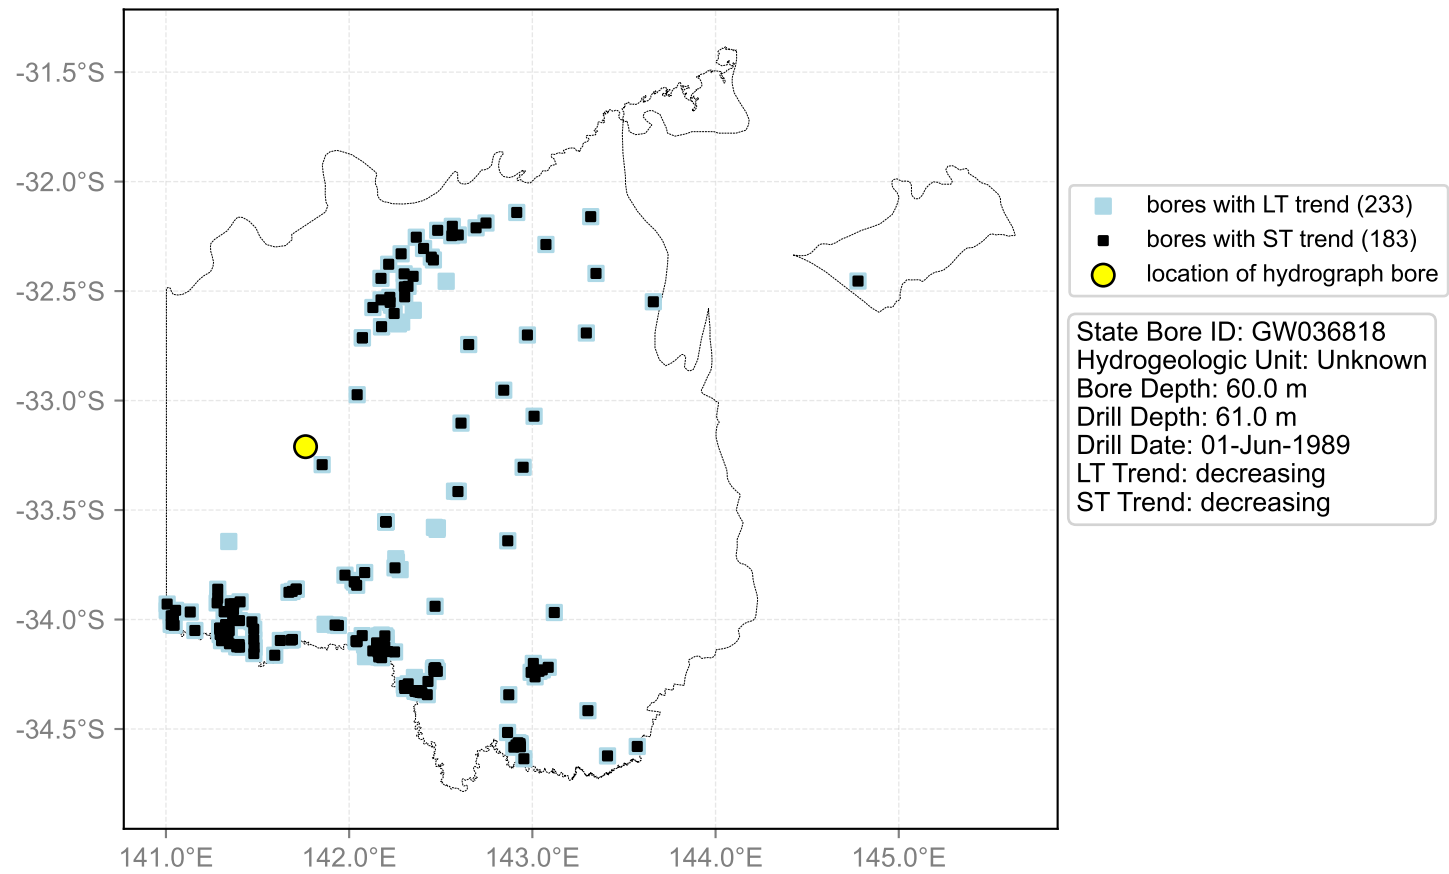 -31.5°S
-32.0°S
-32.5°S
-33.0°S
-33.5°S
-34.0°S
-34.5°S
141.0°E
142.0°E
143.0°E
144.0°E
145.0°E
bores with LT trend (233)
bores with ST trend (183)
location of hydrograph bore
State Bore ID: GW036818
Hydrogeologic Unit: Unknown
Bore Depth: 60.0 m
Drill Depth: 61.0 m
Drill Date: 01-Jun-1989
LT Trend: decreasing
ST Trend: decreasing